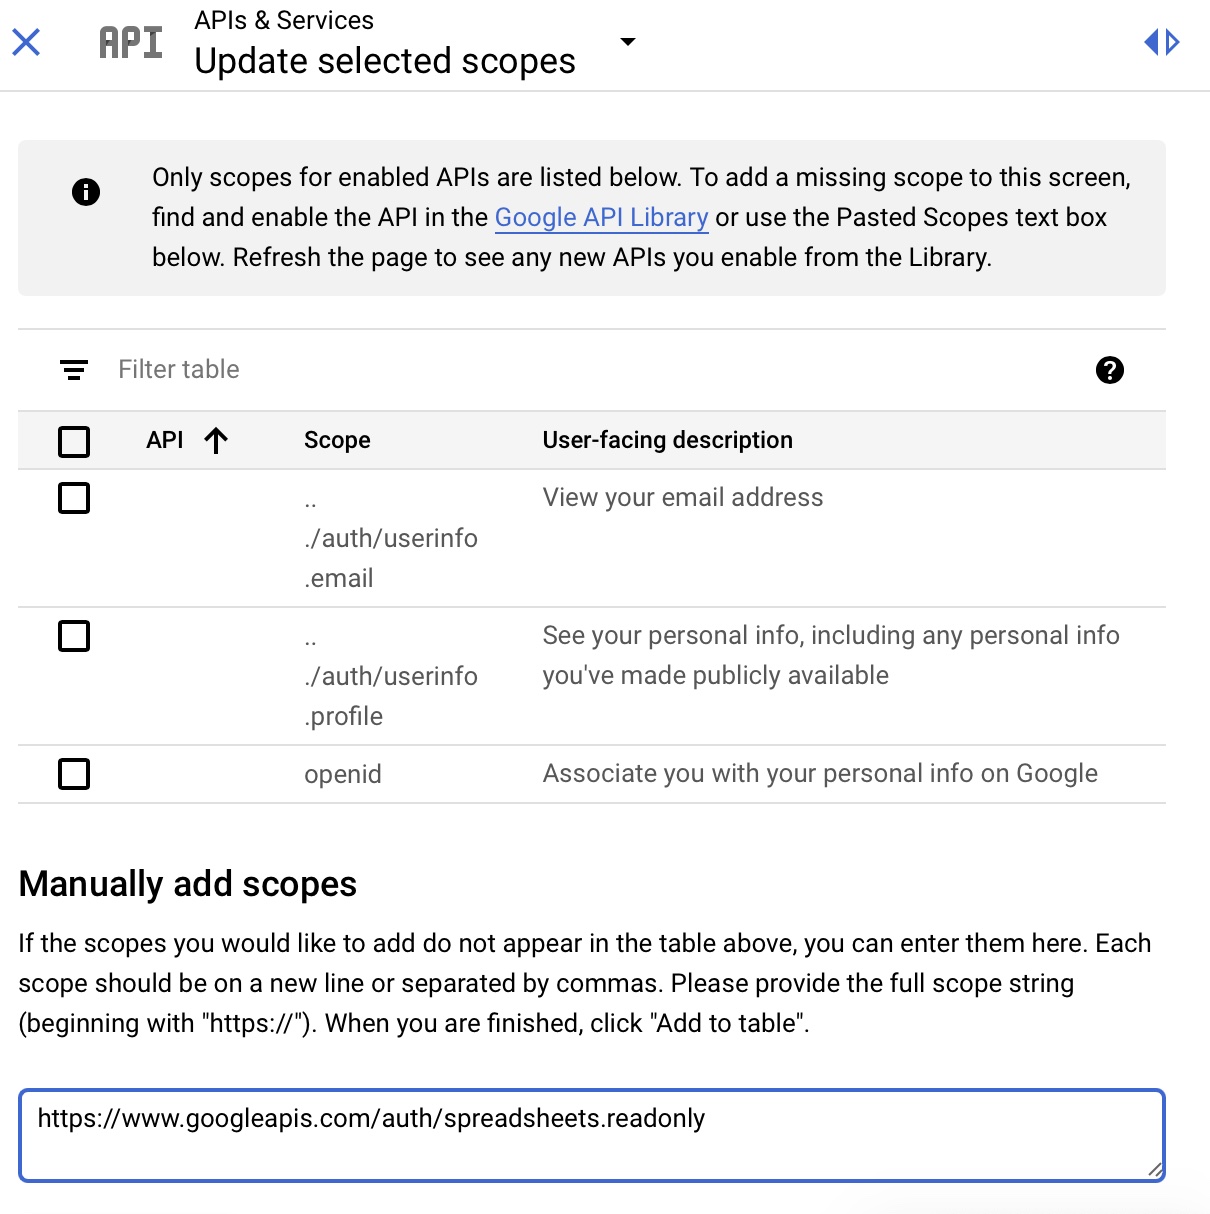 API
APIs & Services
Update selected scopes
Only scopes for enabled APIs are listed below. To add a missing scope to this screen,
find and enable the API in the Google API Library or use the Pasted Scopes text box
below. Refresh the page to see any new APIs you enable from the Library.
Filter table
API Scope User-facing description
.. View your email address
./auth/userinfo
.email
.. See your personal info, including any personal info
./auth/userinfo you've made publicly available
.profile
openid Associate you with your personal info on Google
Manually add scopes
If the scopes you would like to add do not appear in the table above, you can enter them here. Each
scope should be on a new line or separated by commas. Please provide the full scope string
(beginning with "https://"). When you are finished, click "Add to table".
https://www.googleapis.com/auth/spreadsheets.readonly